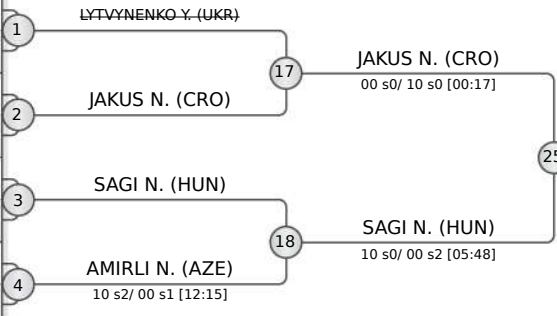 LYTVYNENKO Y. (UKR)
1
17
JAKUS N. (CRO)
00 s0/ 10 s0 [00:17]
JAKUS N. (CRO)
2
25
SAGI N. (HUN)
3
18
SAGI N. (HUN)
10 s0/ 00 s2 [05:48]
AMIRLI N. (AZE)
4
10 s2/ 00 s1 [12:15]